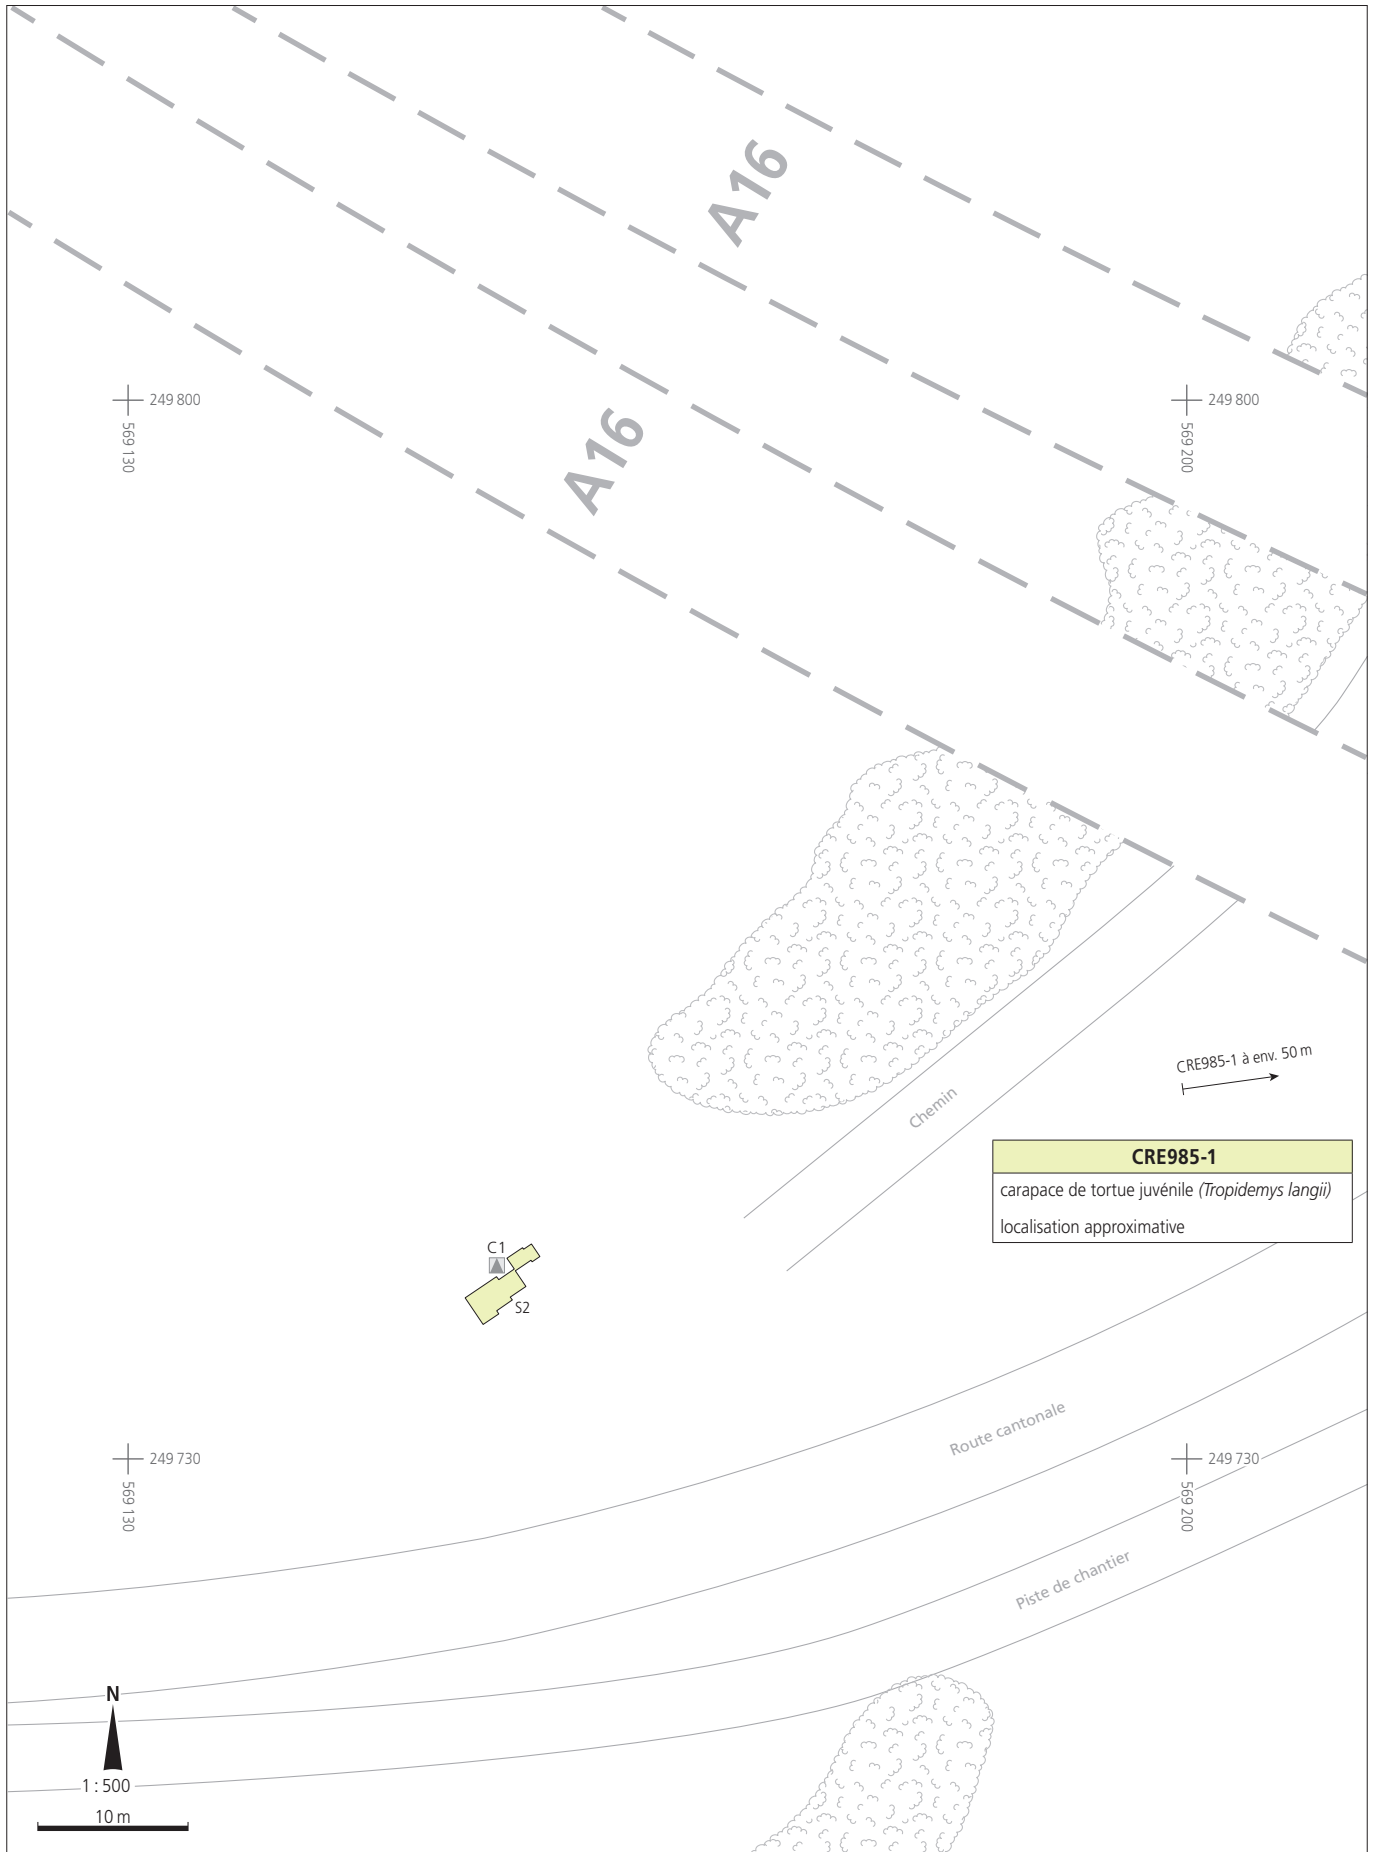 A16
249 800
569 130
249 800
569 200
A16
CRE985-1 à env. 50 m
Chemin
CRE985-1
carapace de tortue juvénile (Tropidemys langii)
localisation approximative
C1
S2
Route cantonale
249 730
569 130
249 730
569 200
Piste de chantier
N
1 : 500
10 m